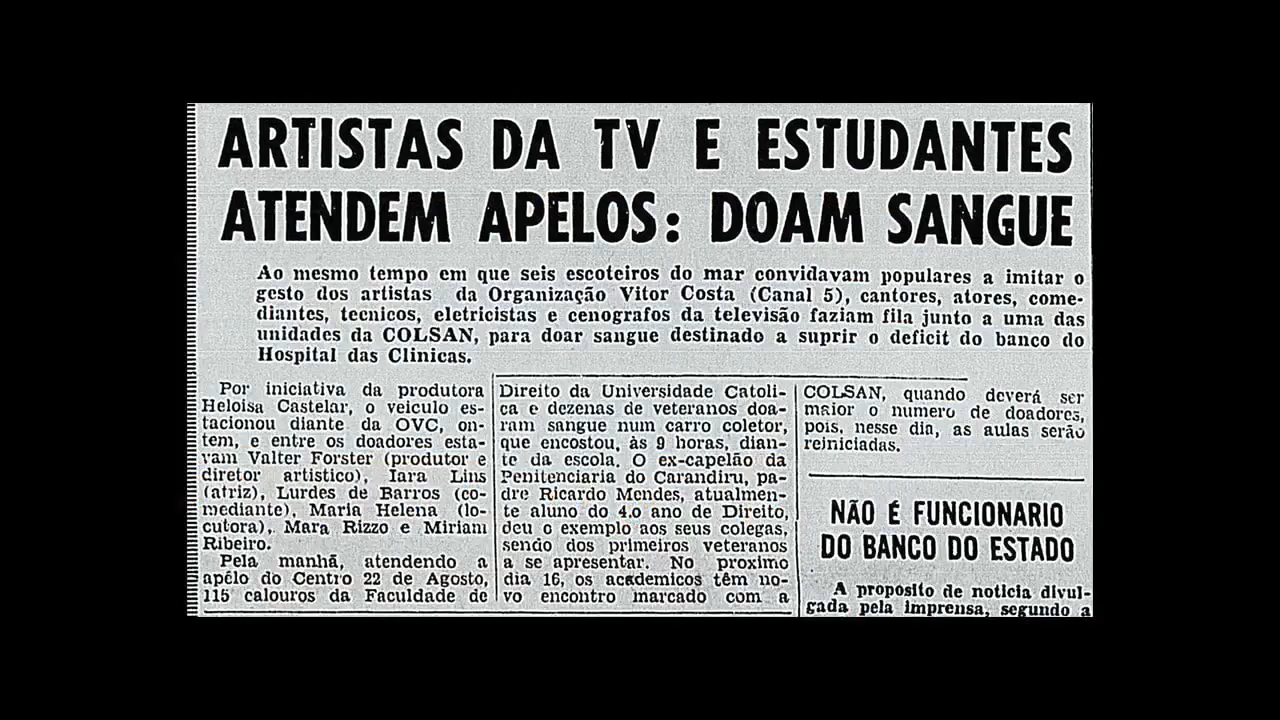 ARTISTAS DA TV E ESTUDANTES
ATENDEM APELOS: DOAM SANGUE
Ao mesmo tempo em que seis escoteiros do mar convidavam populares a imitar o
gesto dos artistas da Organização Vitor Costa (Canal 5), cantores, atores, come-
diantes, tecnicos, eletricistas e cenografos da televisão faziam fila junto a uma das
unidades da COLSAN, para doar sangue destinado a suprir o deficit do banco do
Hospital das Clinicas.
Por iniciativa da produtora
Heloisa Castelar, o veiculo es-
tacionou diante da OVC, on-
tem, e entre os doadores esta-
vam Valter Forster (produtor e
diretor artistico), Iara Lins
(atriz), Lurdes de Barros (co-
mediante), Maria Helena (lo-
cutora), Mara Rizzo e Miriam
Ribeiro.
Pela manhã, atendendo a
apêlo do Centro 22 de Agosto,
115 calouros da Faculdade de
Direito da Universidade Catoli-
ca e dezenas de veteranos doa-
ram sangue num carro coletor,
que encostou, às 9 horas, dian-
te da escola. O ex-capelão da
Penitenciaria do Carandiru, pa-
dre Ricardo Mendes, atualmen-
te aluno do 4.o ano de Direito,
deu o exemplo aos seus colegas,
sendo dos primeiros veteranos
a se apresentar. No proximo
dia 16, os academicos têm no-
vo encontro marcado com a
COLSAN, quando deverá ser
maior o numero de doadores,
pois, nesse dia, as aulas serão
reiniciadas.
NÃO É FUNCIONARIO
DO BANCO DO ESTADO
A proposito de noticia divul-
gada pela imprensa, segundo a